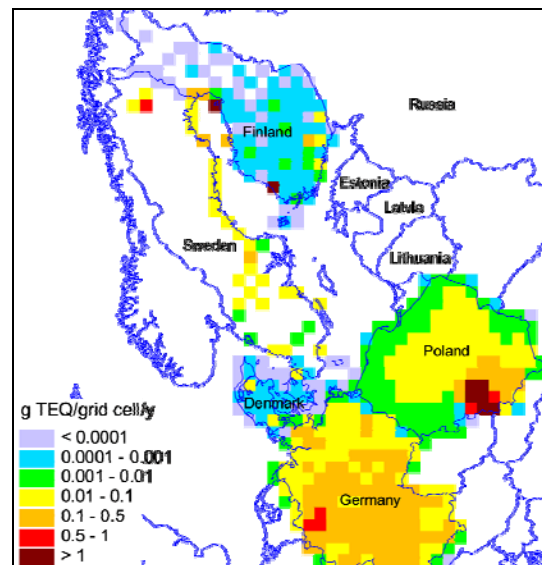 Russia
Finland
Estonia
Latvia
Lithuania
Sweden
Poland
Denmark
Germany
g TEQ/grid cell/y
< 0.0001
0.0001 - 0.001
0.001 - 0.01
0.01 - 0.1
0.1 - 0.5
0.5 - 1
> 1